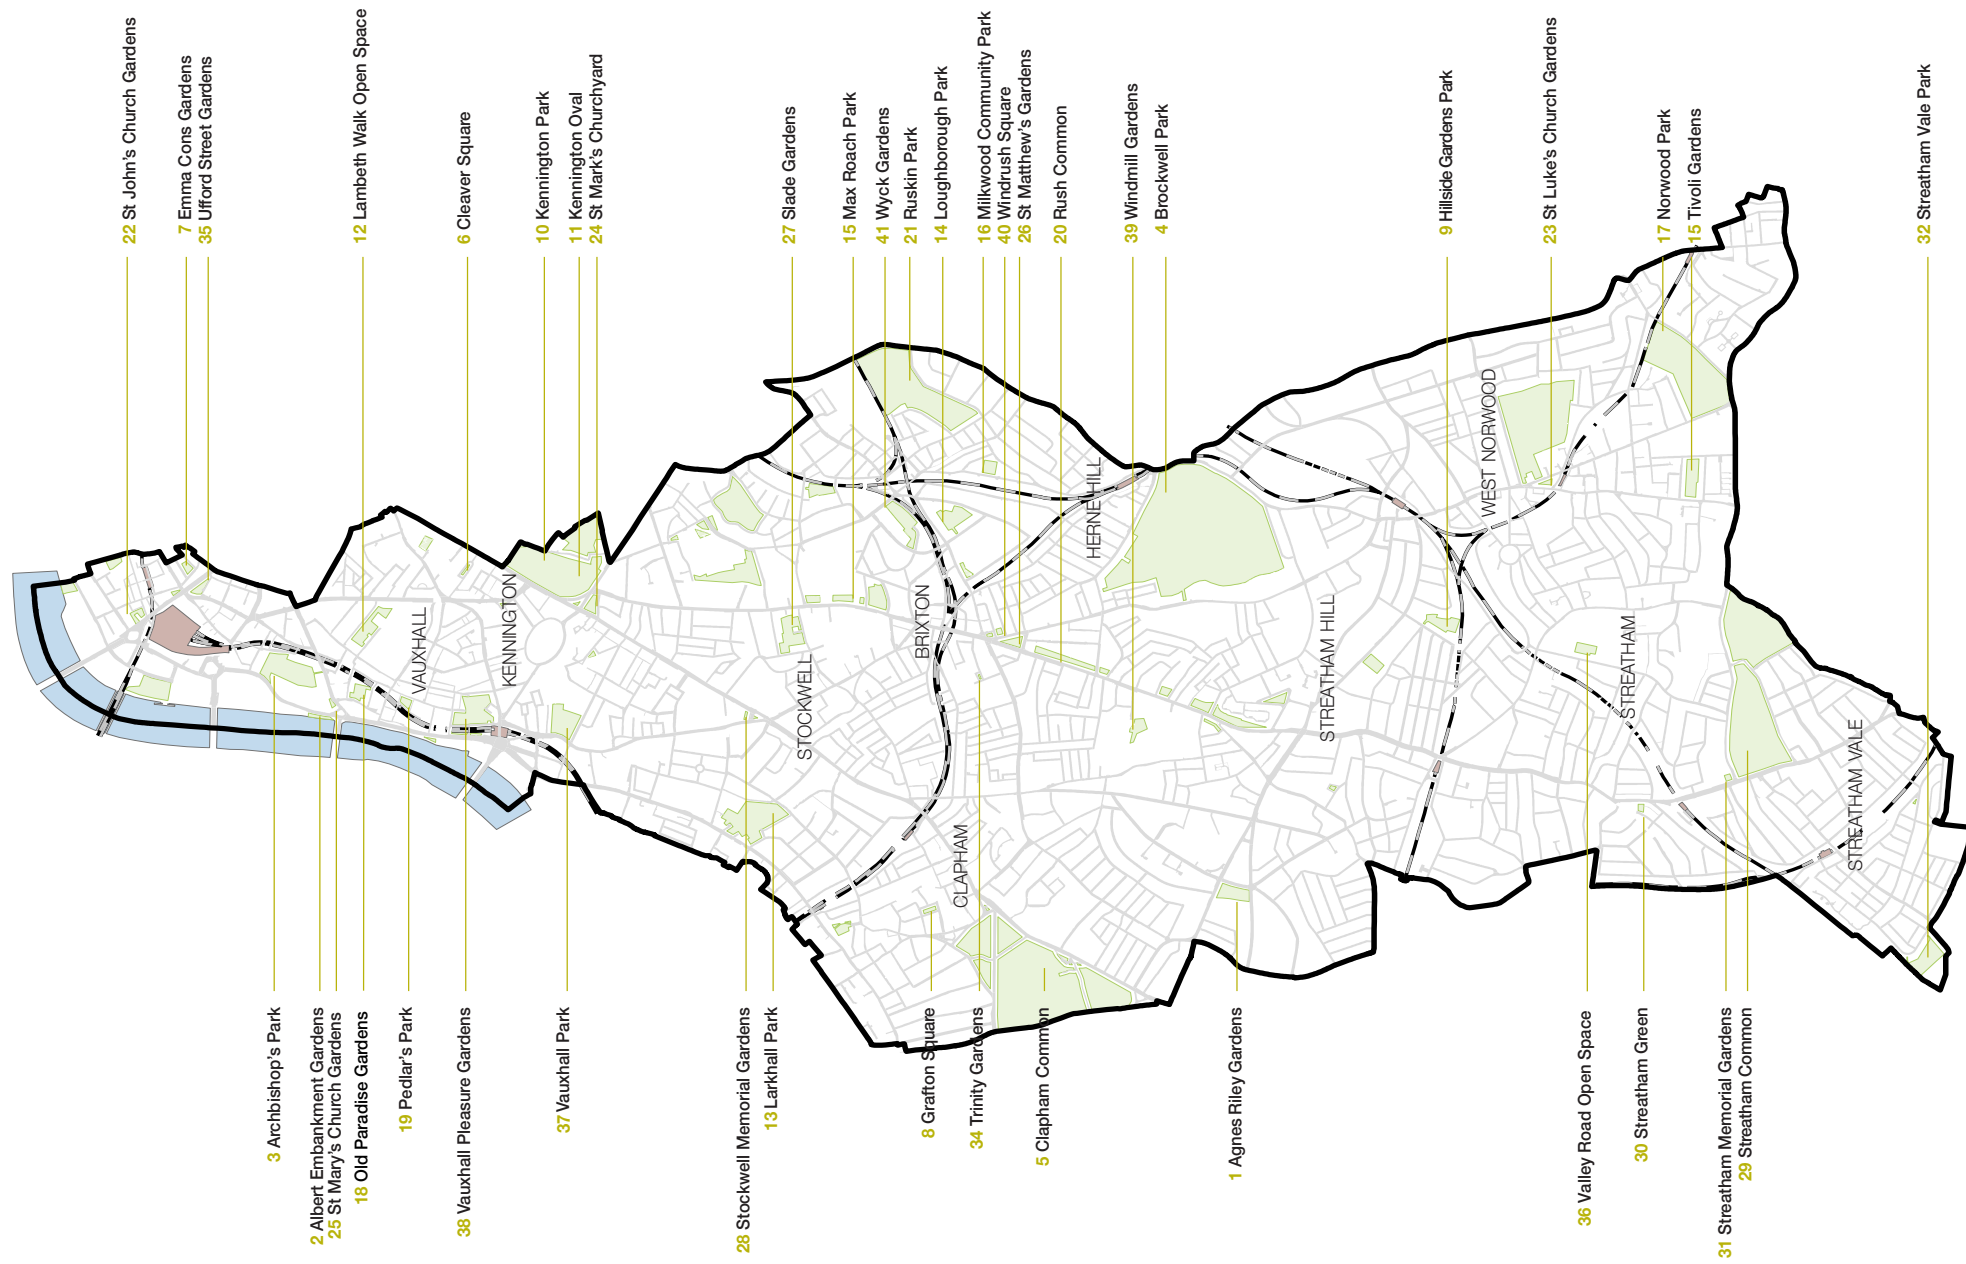 22 St John's Church Gardens
7 Emma Cons Gardens
35 Ufford Street Gardens
12 Lambeth Walk Open Space
6 Cleaver Square
10 Kennington Park
11 Kennington Oval
24 St Mark's Churchyard
27 Slade Gardens
15 Max Roach Park
41 Wyck Gardens
21 Ruskin Park
14 Loughborough Park
16 Milkwood Community Park
40 Windrush Square
26 St Matthew's Gardens
20 Rush Common
39 Windmill Gardens
4 Brockwell Park
9 Hillside Gardens Park
23 St Luke's Church Gardens
17 Norwood Park
15 Tivoli Gardens
32 Streatham Vale Park
VAUXHALL
KENNINGTON
STOCKWELL
BRIXTON
CLAPHAM
HERNE HILL
STREATHAM HILL
WEST NORWOOD
STREATHAM
STREATHAM VALE
3 Archbishop's Park
2 Albert Embankment Gardens
25 St Mary's Church Gardens
18 Old Paradise Gardens
19 Pedlar's Park
38 Vauxhall Pleasure Gardens
37 Vauxhall Park
28 Stockwell Memorial Gardens
13 Larkhall Park
8 Grafton Square
34 Trinity Gardens
5 Clapham Common
1 Agnes Riley Gardens
36 Valley Road Open Space
30 Streatham Green
31 Streatham Memorial Gardens
29 Streatham Common